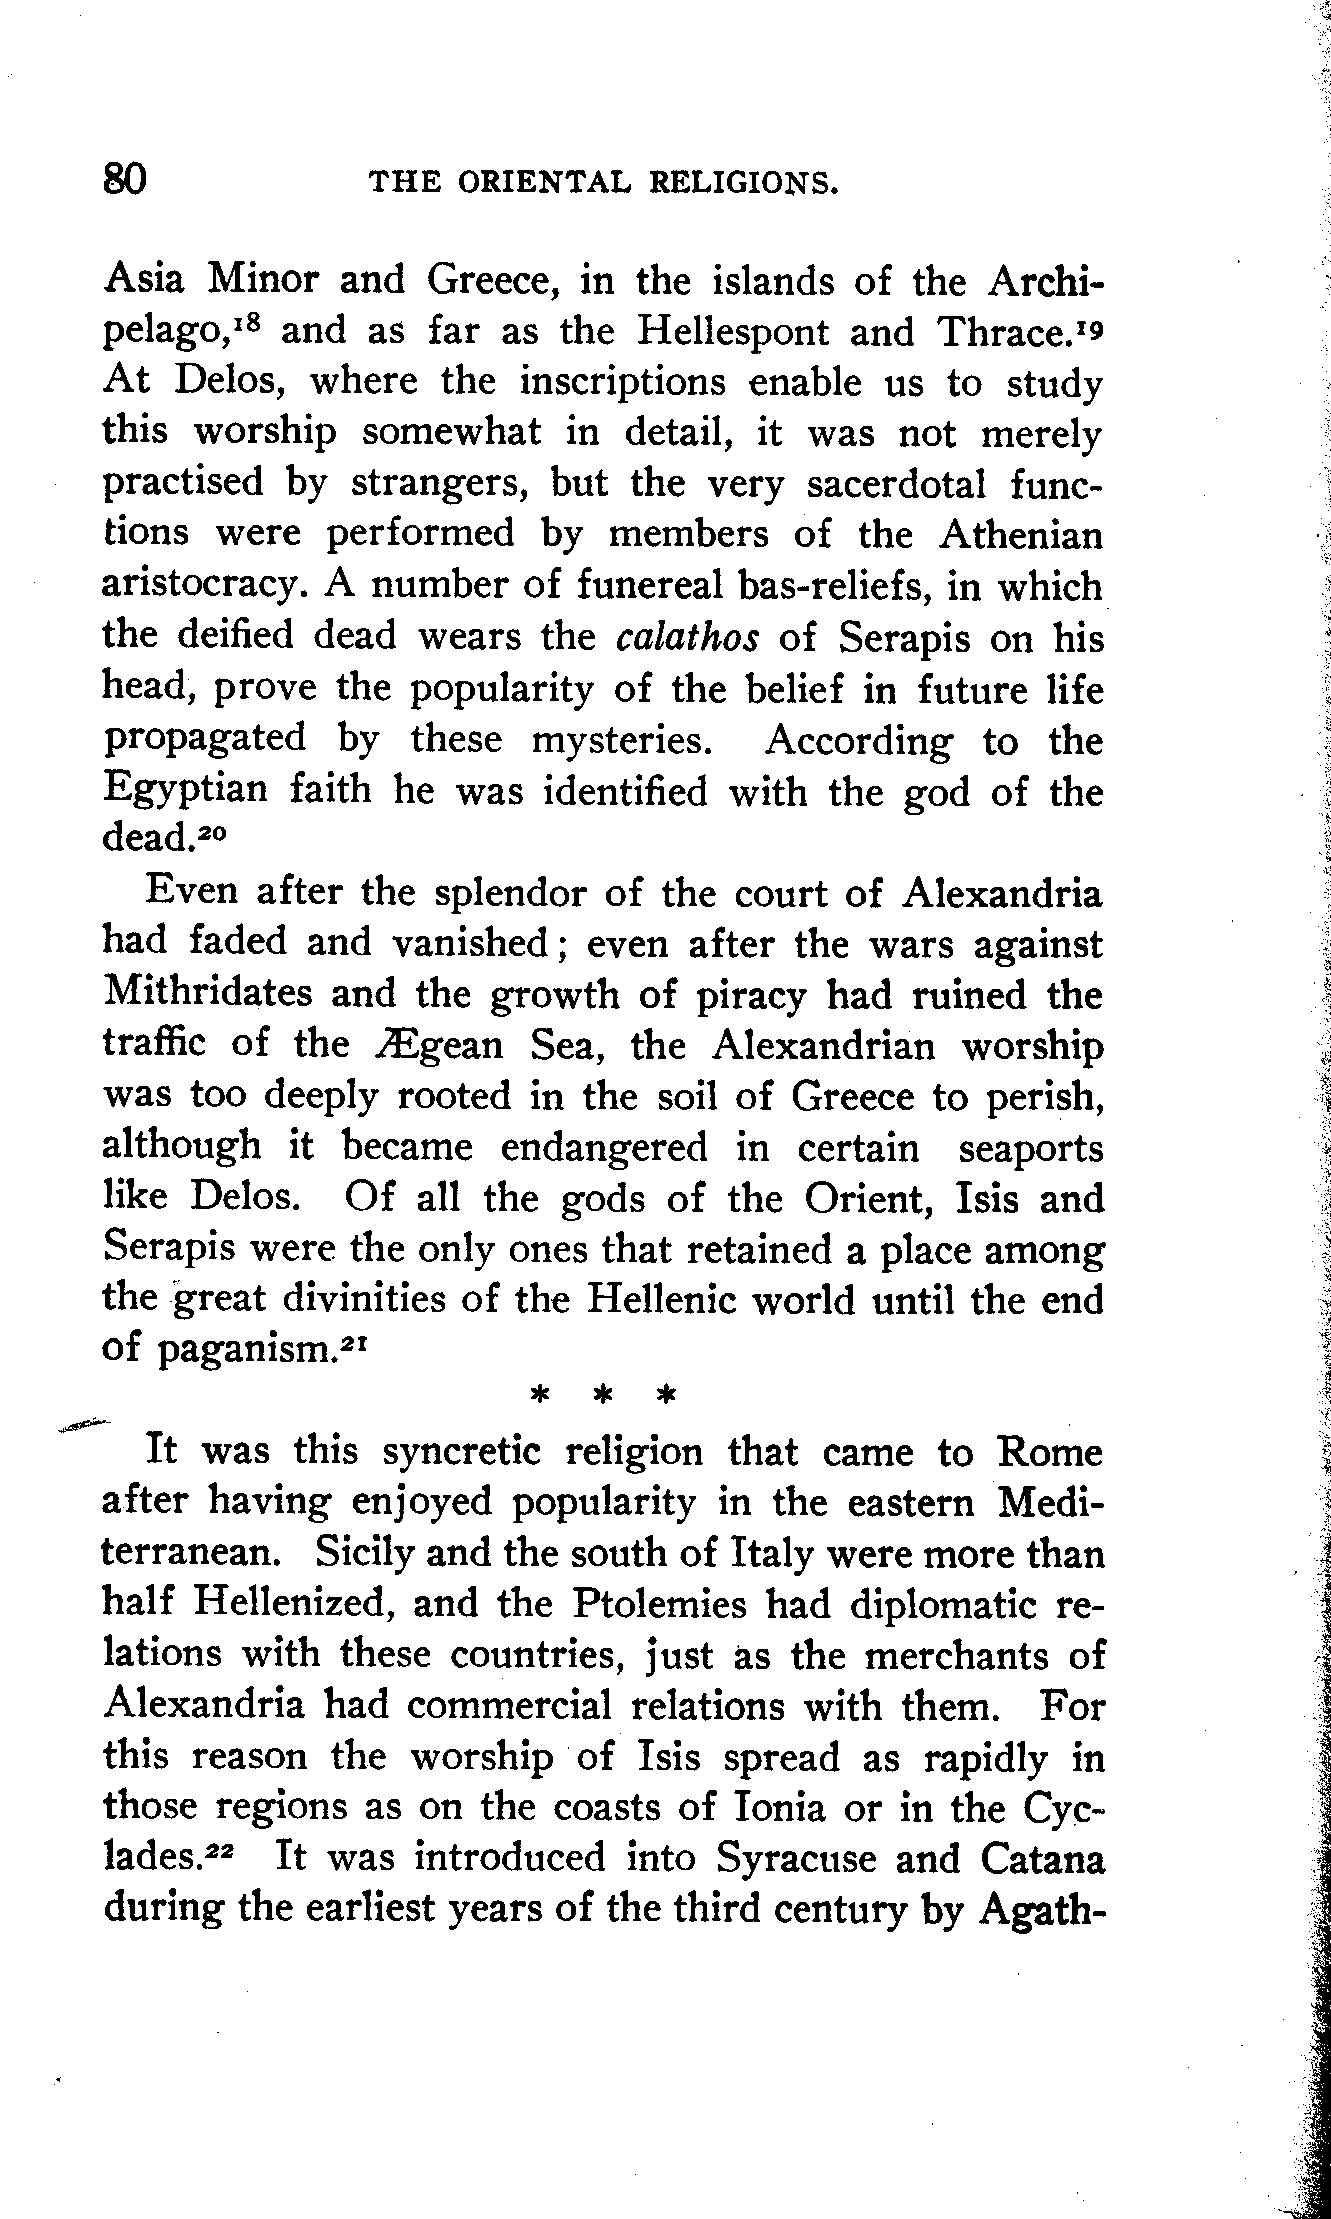 80 THE ORIENTAL RELIGIONS.
Asia Minor and Greece, in the islands of the Archi-
pelago,¹⁸ and as far as the Hellespont and Thrace.¹⁹
At Delos, where the inscriptions enable us to study
this worship somewhat in detail, it was not merely
practised by strangers, but the very sacerdotal func-
tions were performed by members of the Athenian
aristocracy. A number of funereal bas-reliefs, in which
the deified dead wears the calathos of Serapis on his
head, prove the popularity of the belief in future life
propagated by these mysteries. According to the
Egyptian faith he was identified with the god of the
dead.²⁰
Even after the splendor of the court of Alexandria
had faded and vanished; even after the wars against
Mithridates and the growth of piracy had ruined the
traffic of the Ægean Sea, the Alexandrian worship
was too deeply rooted in the soil of Greece to perish,
although it became endangered in certain seaports
like Delos. Of all the gods of the Orient, Isis and
Serapis were the only ones that retained a place among
the great divinities of the Hellenic world until the end
of paganism.²¹
* * *
It was this syncretic religion that came to Rome
after having enjoyed popularity in the eastern Medi-
terranean. Sicily and the south of Italy were more than
half Hellenized, and the Ptolemies had diplomatic re-
lations with these countries, just as the merchants of
Alexandria had commercial relations with them. For
this reason the worship of Isis spread as rapidly in
those regions as on the coasts of Ionia or in the Cyc-
lades.²² It was introduced into Syracuse and Catana
during the earliest years of the third century by Agath-